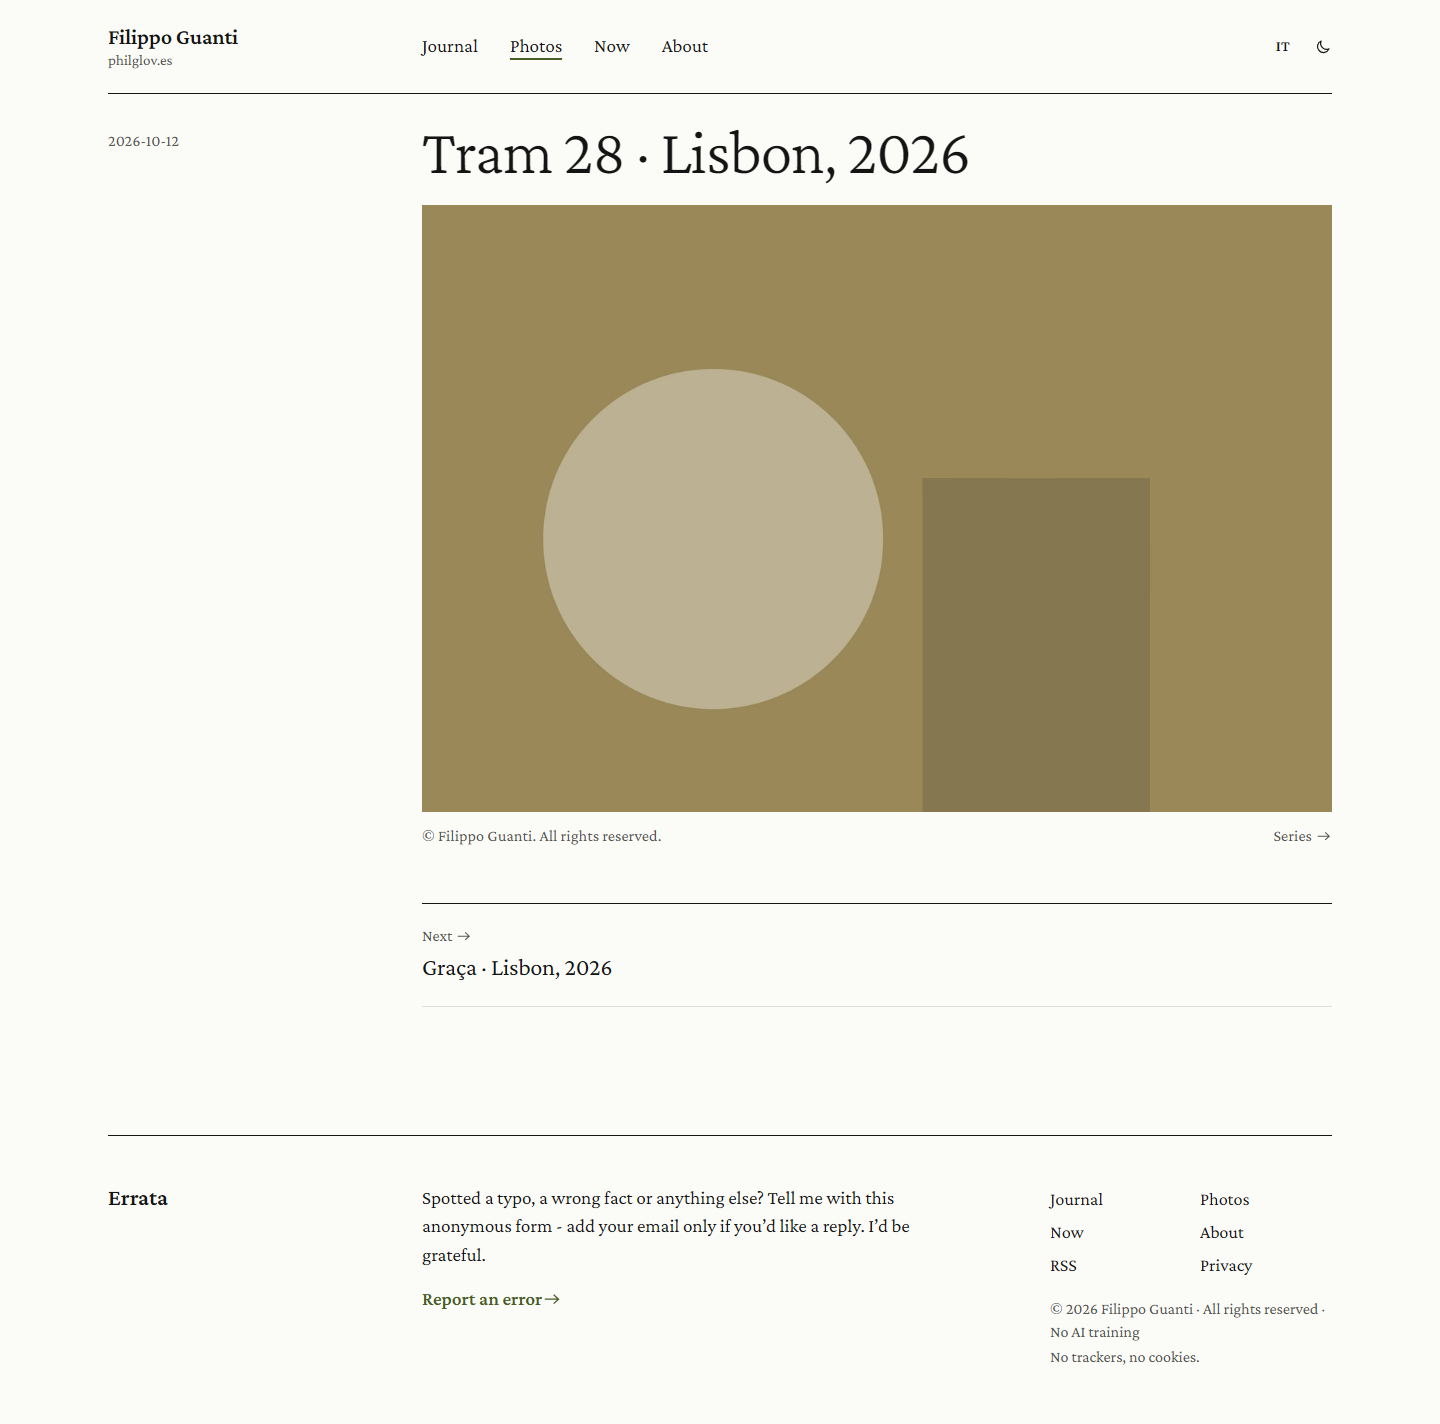 Filippo Guanti
philglov.es
Journal
Photos
Now
About
IT
2026-10-12
Tram 28 · Lisbon, 2026
© Filippo Guanti. All rights reserved.
Series →
Next →
Graça · Lisbon, 2026
Errata
Spotted a typo, a wrong fact or anything else? Tell me with this
anonymous form - add your email only if you’d like a reply. I’d be
grateful.
Report an error →
Journal
Photos
Now
About
RSS
Privacy
© 2026 Filippo Guanti · All rights reserved ·
No AI training
No trackers, no cookies.